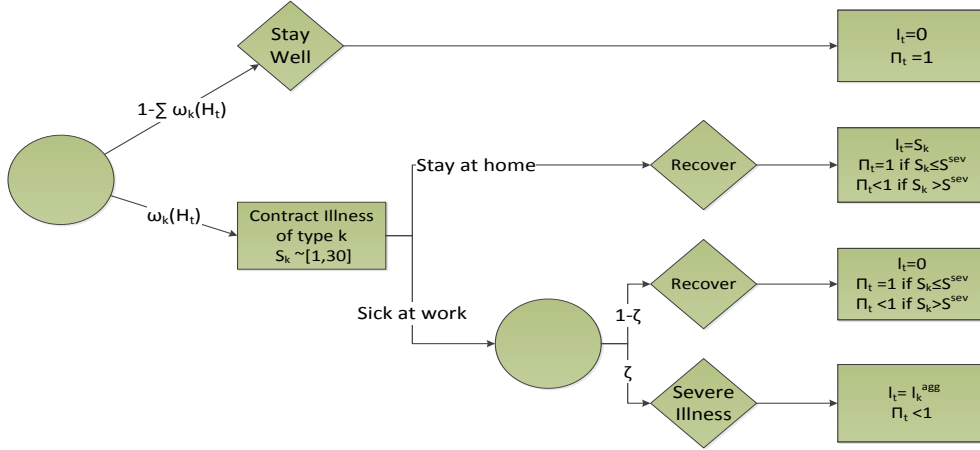 Stay
Well
I_t=0
Π_t =1
1-∑ ω_k(H_t)
Stay at home
Recover
I_t=S_k
Π_t=1 if S_k≤S^sev
Π_t<1 if S_k >S^sev
ω_k(H_t)
Contract Illness
of type k
S_k ~[1,30]
Recover
I_t=0
Π_t =1 if S_k≤S^sev
Π_t <1 if S_k>S^sev
Sick at work
1-ζ
ζ
Severe
Illness
I_t= I_k^agg
Π_t <1